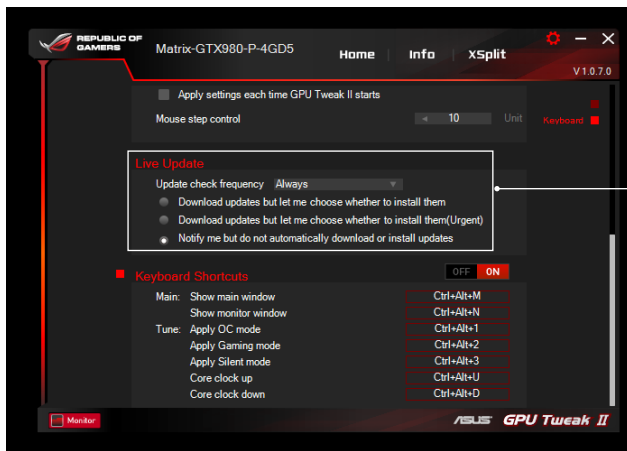 REPUBLIC OF
GAMERS
Matrix-GTX980-P-4GD5
Home
Info
XSplit
V 1.0.7.0
Apply settings each time GPU Tweak II starts
Mouse step control
10
Unit
Keyboard
Live Update
Update check frequency Always
Download updates but let me choose whether to install them
Download updates but let me choose whether to install them(Urgent)
Notify me but do not automatically download or install updates
Keyboard Shortcuts
OFF ON
Main: Show main window Ctrl+Alt+M
Show monitor window Ctrl+Alt+N
Tune: Apply OC mode Ctrl+Alt+1
Apply Gaming mode Ctrl+Alt+2
Apply Silent mode Ctrl+Alt+3
Core clock up Ctrl+Alt+U
Core clock down Ctrl+Alt+D
Monitor
ASUS GPU Tweak II